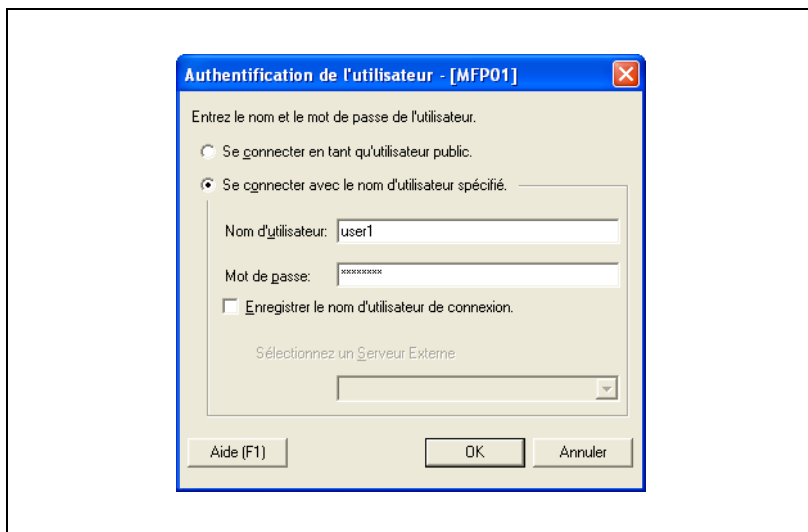 Authentification de l'utilisateur - [MFP01]
Entrez le nom et le mot de passe de l'utilisateur.
Se connecter en tant qu'utilisateur public.
Se connecter avec le nom d'utilisateur spécifié.
Nom d'utilisateur: user1
Mot de passe: ********
Enregistrer le nom d'utilisateur de connexion.
Sélectionnez un Serveur Externe
Aide (F1) OK Annuler